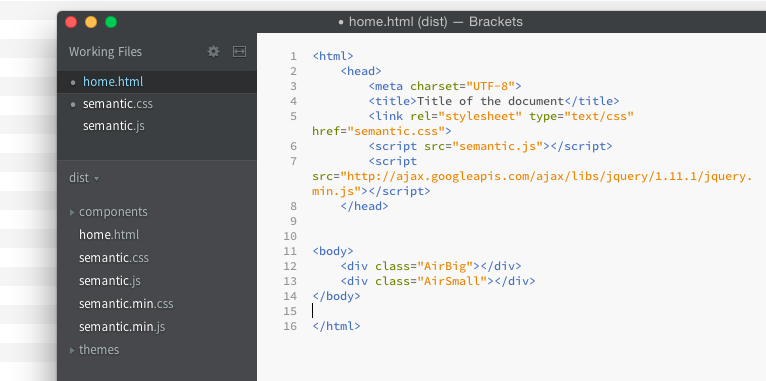 ● home.html (dist) — Brackets
Working Files
● home.html
● semantic.css
semantic.js
dist
components
home.html
semantic.css
semantic.js
semantic.min.css
semantic.min.js
themes
1 <html>
2 <head>
3 <meta charset="UTF-8">
4 <title>Title of the document</title>
5 <link rel="stylesheet" type="text/css"
href="semantic.css">
6 <script src="semantic.js"></script>
7 <script
src="http://ajax.googleapis.com/ajax/libs/jquery/1.11.1/jquery.
min.js"></script>
8 </head>
9
10
11 <body>
12 <div class="AirBig"></div>
13 <div class="AirSmall"></div>
14 </body>
15
16 </html>